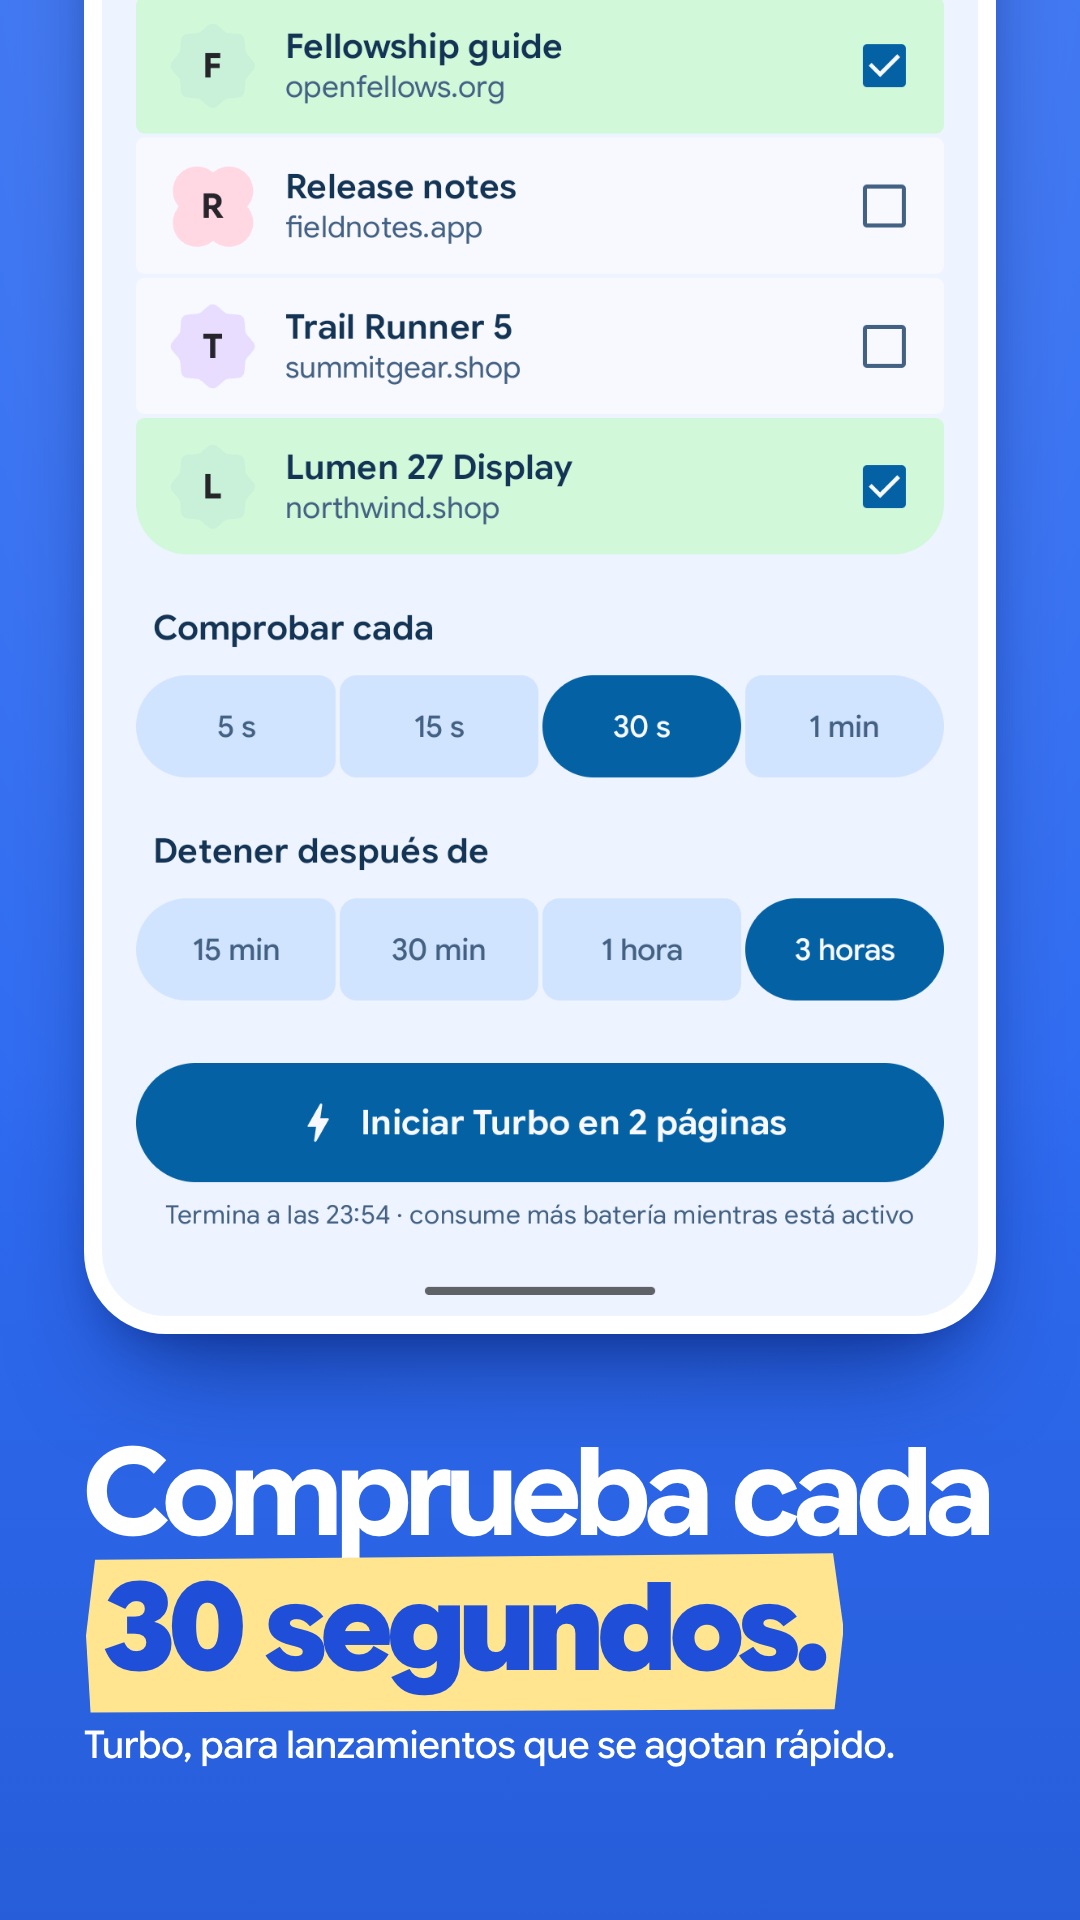 F
Fellowship guide
openfellows.org
R
Release notes
fieldnotes.app
T
Trail Runner 5
summitgear.shop
L
Lumen 27 Display
northwind.shop
Comprobar cada
5 s
15 s
30 s
1 min
Detener después de
15 min
30 min
1 hora
3 horas
Iniciar Turbo en 2 páginas
Termina a las 23:54 · consume más batería mientras está activo
Comprueba cada
30 segundos.
Turbo, para lanzamientos que se agotan rápido.